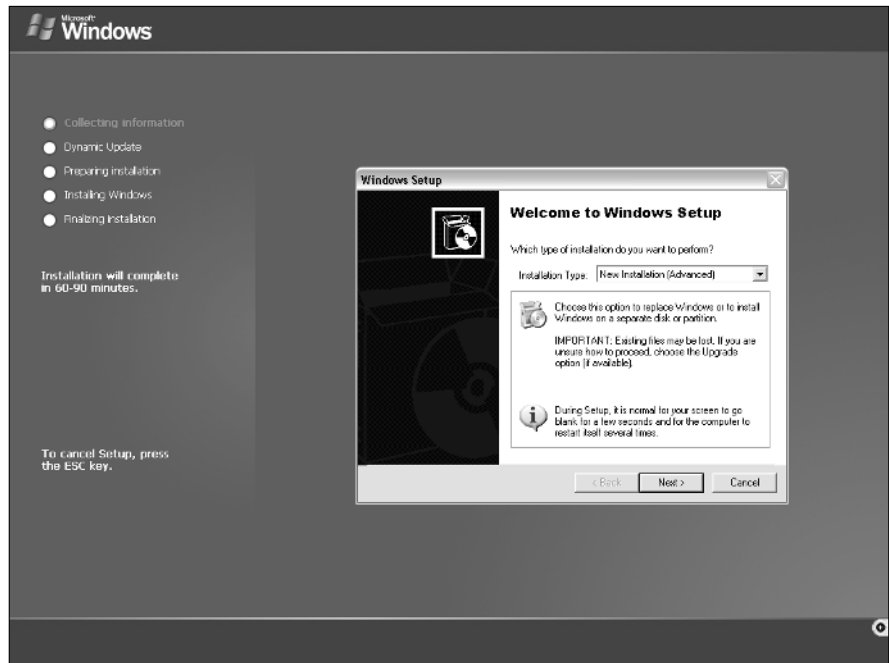 Microsoft
Windows
Collecting information
Dynamic Update
Preparing installation
Installing Windows
Finalizing installation
Installation will complete
in 60-90 minutes.
To cancel Setup, press
the ESC key.
Windows Setup
Welcome to Windows Setup
Which type of installation do you want to perform?
Installation Type: New Installation (Advanced)
Choose this option to replace Windows or to install
Windows on a separate disk or partition.
IMPORTANT: Existing files may be lost. If you are
unsure how to proceed, choose the Upgrade
option (if available).
During Setup, it is normal for your screen to go
blank for a few seconds and for the computer to
restart itself several times.
< Back Next > Cancel